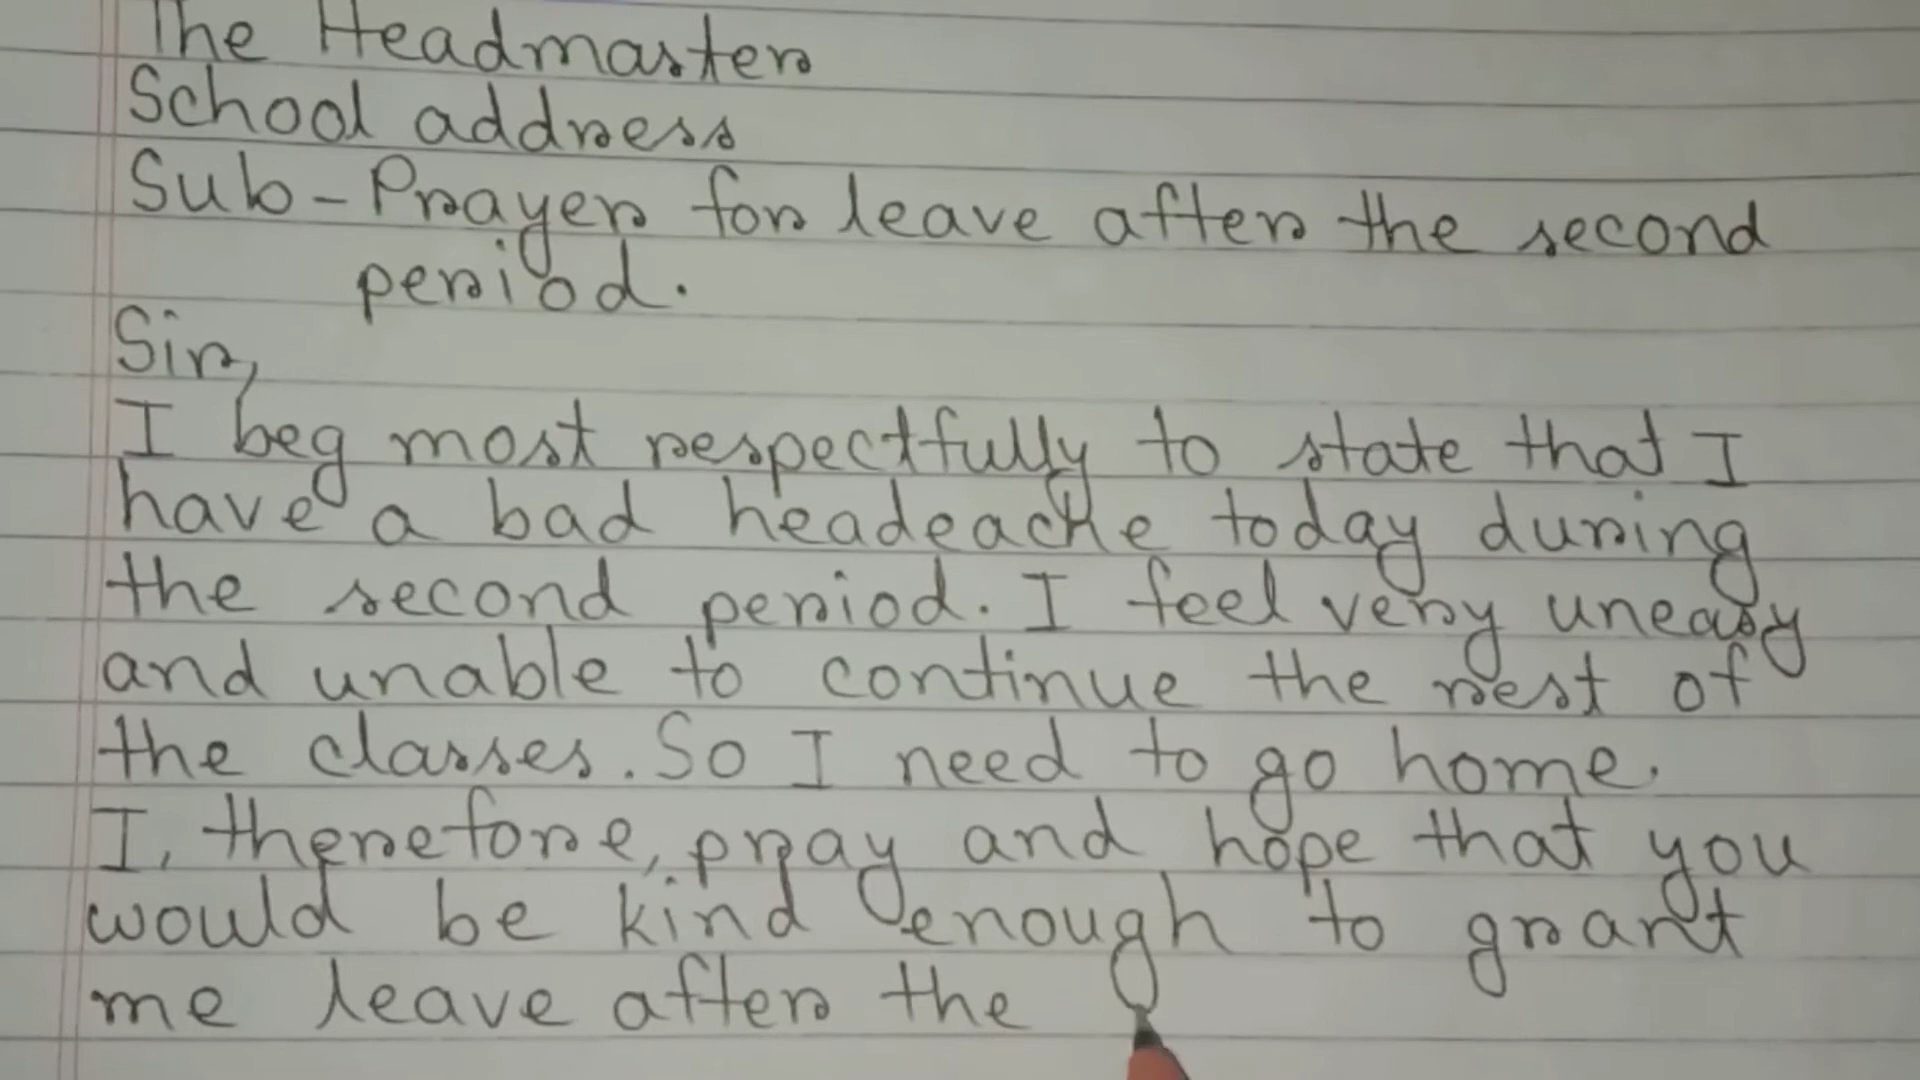 The Headmaster
School address
Sub-Prayer for leave after the second
period.
Sir,
I beg most respectfully to state that I
have a bad headeache today during
the second period. I feel very uneasy
and unable to continue the rest of
the classes. So I need to go home.
I, therefore, pray and hope that you
would be kind enough to grant
me leave after the